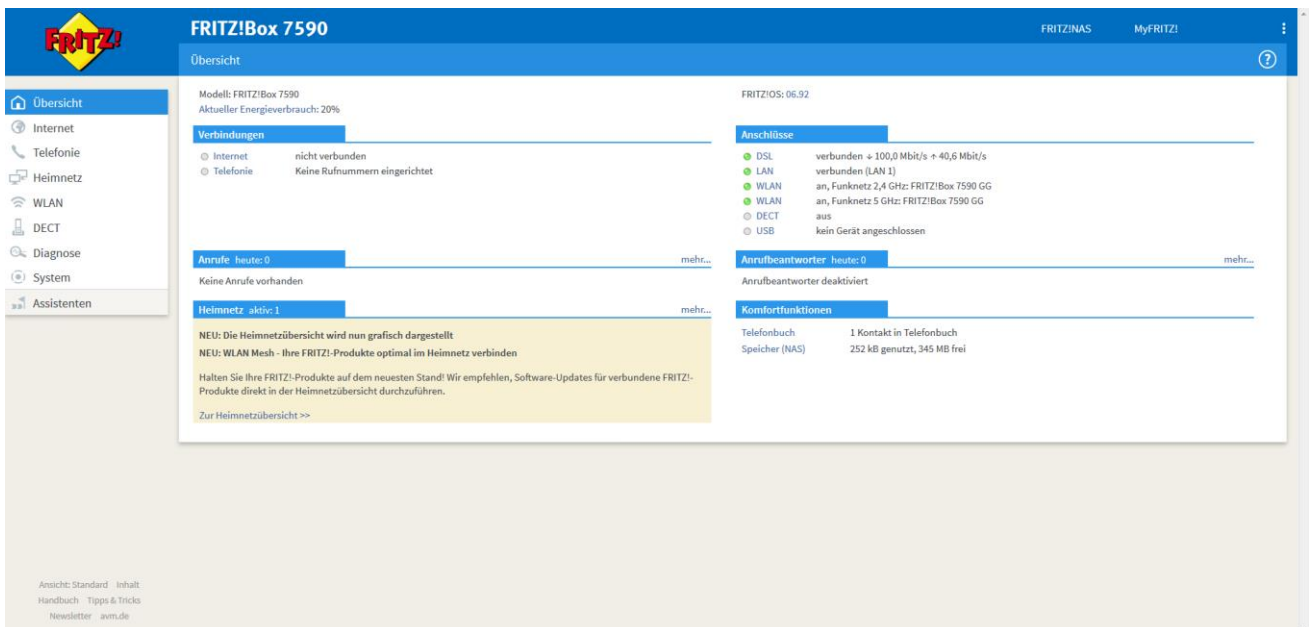 FRITZ!
FRITZ!Box 7590
FRITZ!NAS MyFRITZ!
Übersicht
?
Übersicht
Internet
Telefonie
Heimnetz
WLAN
DECT
Diagnose
System
Assistenten
Modell: FRITZ!Box 7590
Aktueller Energieverbrauch: 20%
FRITZ!OS: 06.92
Verbindungen
Internet nicht verbunden
Telefonie Keine Rufnummern eingerichtet
Anschlüsse
DSL verbunden ↓ 100,0 Mbit/s ↑ 40,6 Mbit/s
LAN verbunden (LAN 1)
WLAN an, Funknetz 2,4 GHz: FRITZ!Box 7590 GG
WLAN an, Funknetz 5 GHz: FRITZ!Box 7590 GG
DECT aus
USB kein Gerät angeschlossen
Anrufe heute: 0 mehr...
Keine Anrufe vorhanden
Anrufbeantworter heute: 0 mehr...
Anrufbeantworter deaktiviert
Heimnetz aktiv: 1 mehr...
NEU: Die Heimnetzübersicht wird nun grafisch dargestellt
NEU: WLAN Mesh - Ihre FRITZ!-Produkte optimal im Heimnetz verbinden
Halten Sie Ihre FRITZ!-Produkte auf dem neuesten Stand! Wir empfehlen, Software-Updates für verbundene FRITZ!-
Produkte direkt in der Heimnetzübersicht durchzuführen.
Zur Heimnetzübersicht >>
Komfortfunktionen
Telefonbuch 1 Kontakt in Telefonbuch
Speicher (NAS) 252 kB genutzt, 345 MB frei
Ansicht: Standard Inhalt
Handbuch Tipps & Tricks
Newsletter avm.de